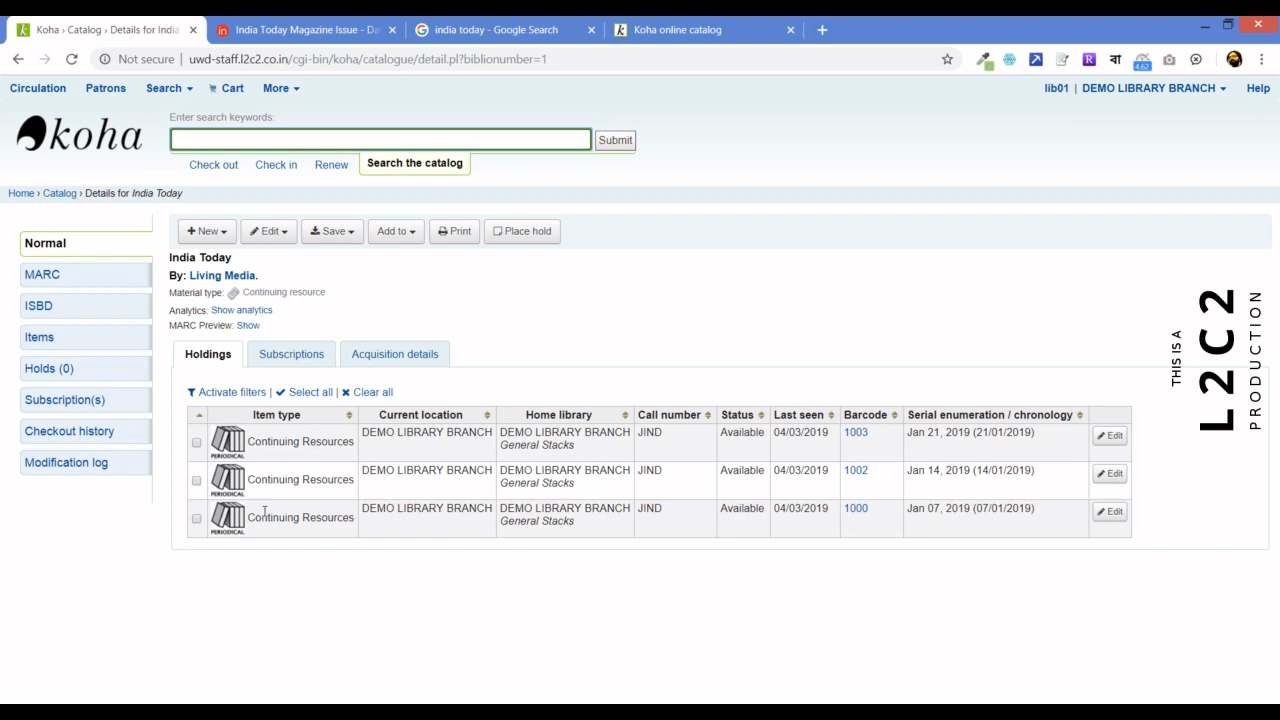 Koha › Catalog › Details for India
India Today Magazine Issue - Da
india today - Google Search
Koha online catalog
Not secure | uwd-staff.l2c2.co.in/cgi-bin/koha/catalogue/detail.pl?biblionumber=1
R
বা
4.62
Circulation Patrons Search Cart More
lib01 | DEMO LIBRARY BRANCH Help
koha
Enter search keywords:
Submit
Check out Check in Renew Search the catalog
Home › Catalog › Details for India Today
Normal
MARC
ISBD
Items
Holds (0)
Subscription(s)
Checkout history
Modification log
New Edit Save Add to Print Place hold
India Today
By: Living Media.
Material type: Continuing resource
Analytics: Show analytics
MARC Preview: Show
Holdings Subscriptions Acquisition details
Activate filters | Select all | Clear all
Item type Current location Home library Call number Status Last seen Barcode Serial enumeration / chronology
PERIODICAL Continuing Resources DEMO LIBRARY BRANCH DEMO LIBRARY BRANCH JIND Available 04/03/2019 1003 Jan 21, 2019 (21/01/2019) Edit
General Stacks
PERIODICAL Continuing Resources DEMO LIBRARY BRANCH DEMO LIBRARY BRANCH JIND Available 04/03/2019 1002 Jan 14, 2019 (14/01/2019) Edit
General Stacks
PERIODICAL Continuing Resources DEMO LIBRARY BRANCH DEMO LIBRARY BRANCH JIND Available 04/03/2019 1000 Jan 07, 2019 (07/01/2019) Edit
General Stacks
THIS IS A
L2C2
PRODUCTION